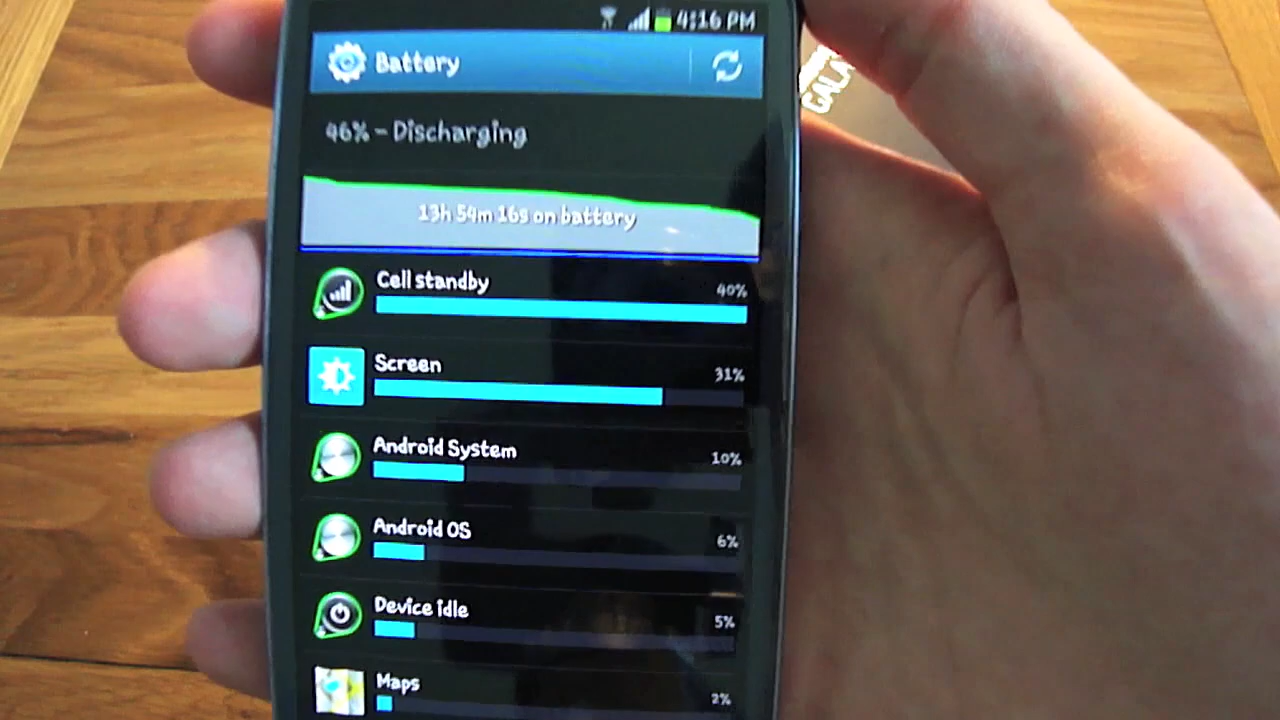 4:16 PM
Battery
46% - Discharging
13h 54m 16s on battery
Cell standby
40%
Screen
31%
Android System
10%
Android OS
6%
Device idle
5%
Maps
2%